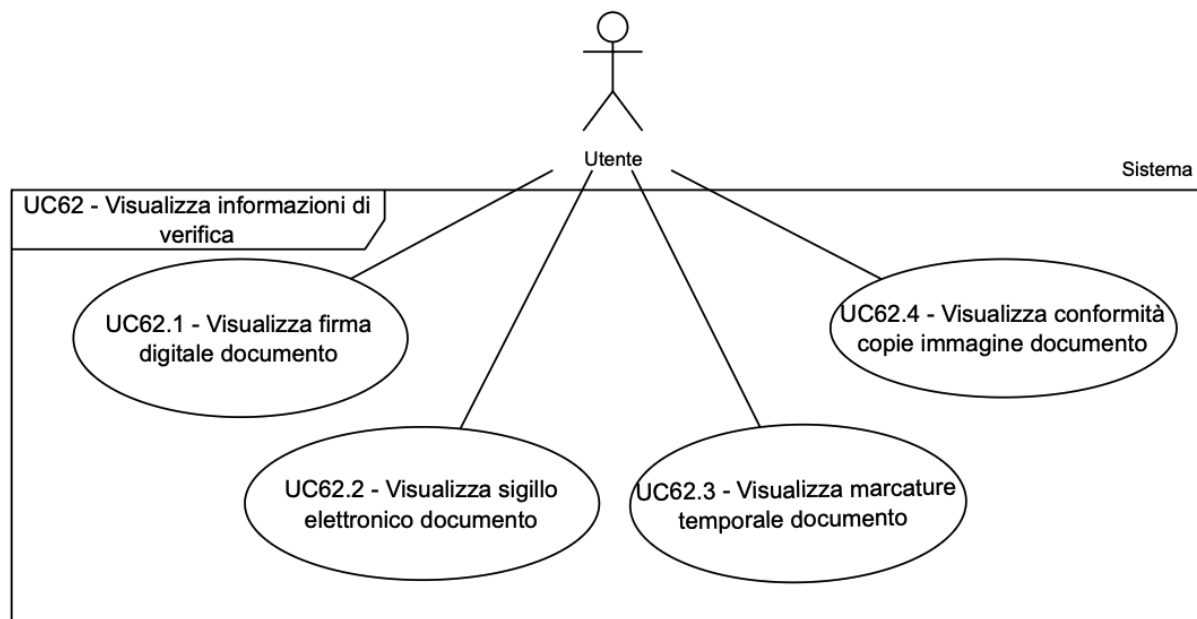 Utente
Sistema
UC62 - Visualizza informazioni di
verifica
UC62.1 - Visualizza firma
digitale documento
UC62.4 - Visualizza conformità
copie immagine documento
UC62.2 - Visualizza sigillo
elettronico documento
UC62.3 - Visualizza marcature
temporale documento